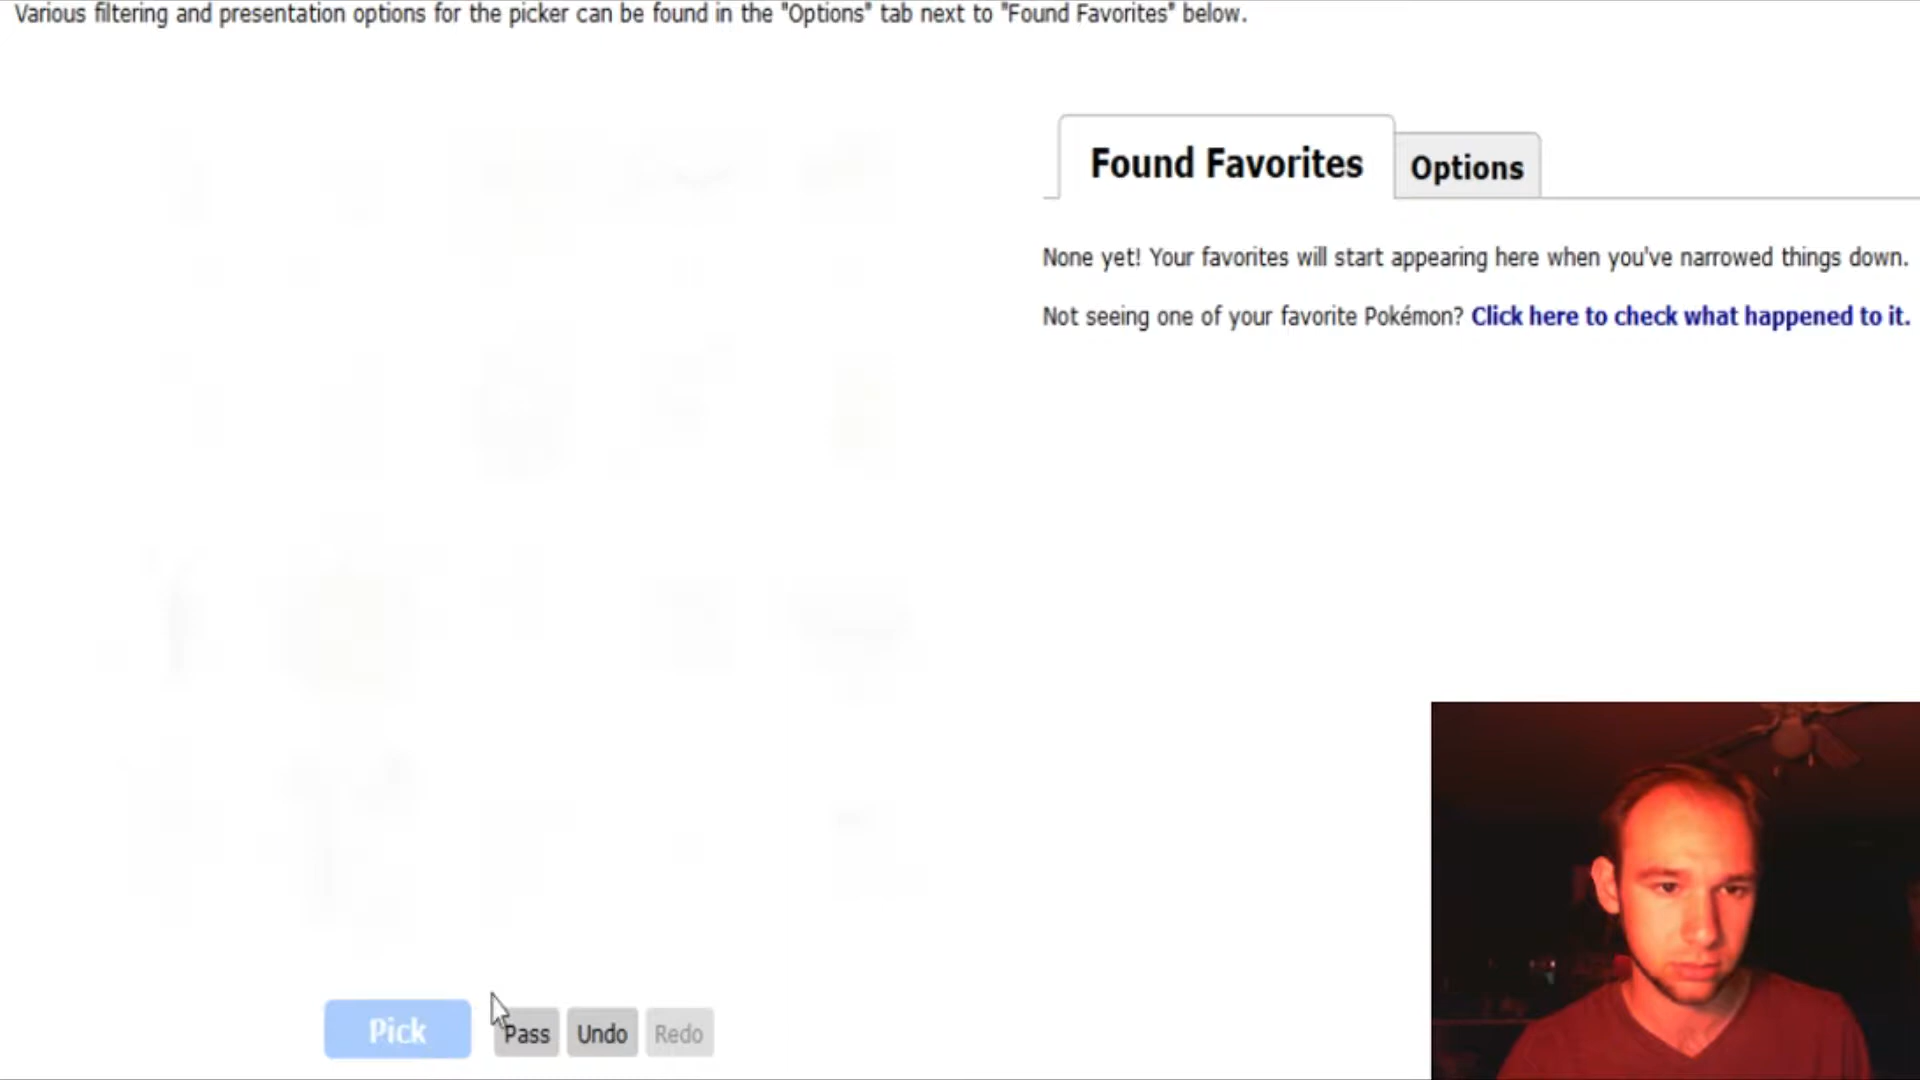 Various filtering and presentation options for the picker can be found in the "Options" tab next to "Found Favorites" below.
Found Favorites
Options
None yet! Your favorites will start appearing here when you've narrowed things down.
Not seeing one of your favorite Pokémon? Click here to check what happened to it.
Pick
Pass
Undo
Redo